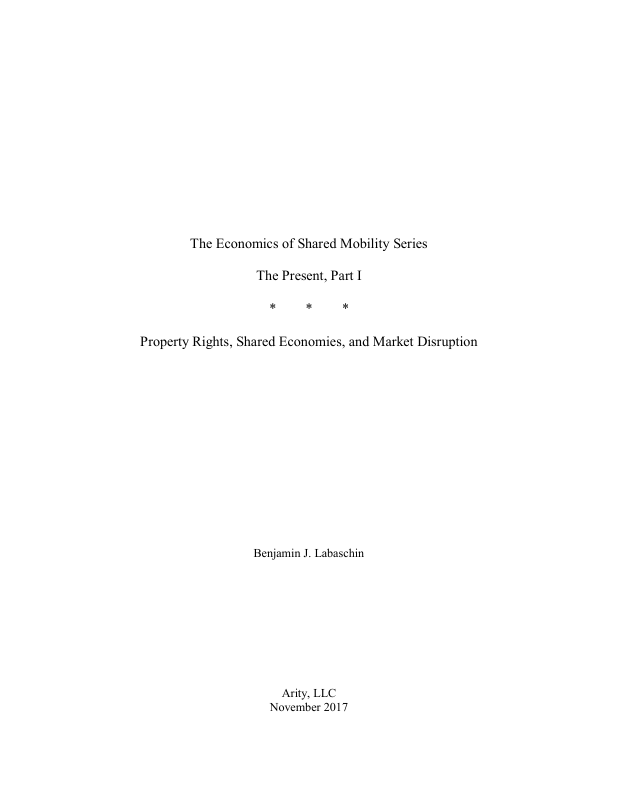 The Economics of Shared Mobility Series
The Present, Part I
* * *
Property Rights, Shared Economies, and Market Disruption
Benjamin J. Labaschin
Arity, LLC
November 2017